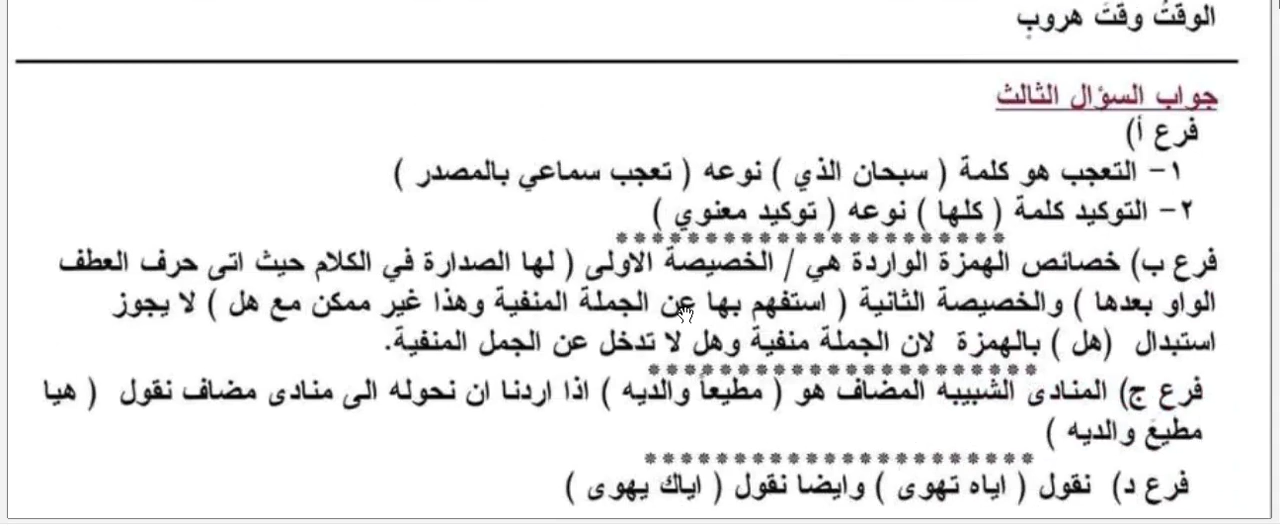 الوقتُ وقتَ هروبِ
جواب السؤال الثالث
فرع أ)
١- التعجب هو كلمة ( سبحان الذي ) نوعه ( تعجب سماعي بالمصدر )
٢- التوكيد كلمة ( كلها ) نوعه ( توكيد معنوي )
********************
فرع ب) خصائص الهمزة الواردة هي / الخصيصة الاولى ( لها الصدارة في الكلام حيث اتى حرف العطف
الواو بعدها ) والخصيصة الثانية ( استفهم بها عن الجملة المنفية وهذا غير ممكن مع هل ) لا يجوز
استبدال (هل ) بالهمزة لان الجملة منفية وهل لا تدخل عن الجمل المنفية.
********************
فرع ج) المنادى الشبيبه المضاف هو ( مطيعاً والديه ) اذا اردنا ان نحوله الى منادى مضاف نقول ( هيا
مطيعَ والديه )
********************
فرع د) نقول ( اياه تهوى ) وايضا نقول ( اياك يهوى )